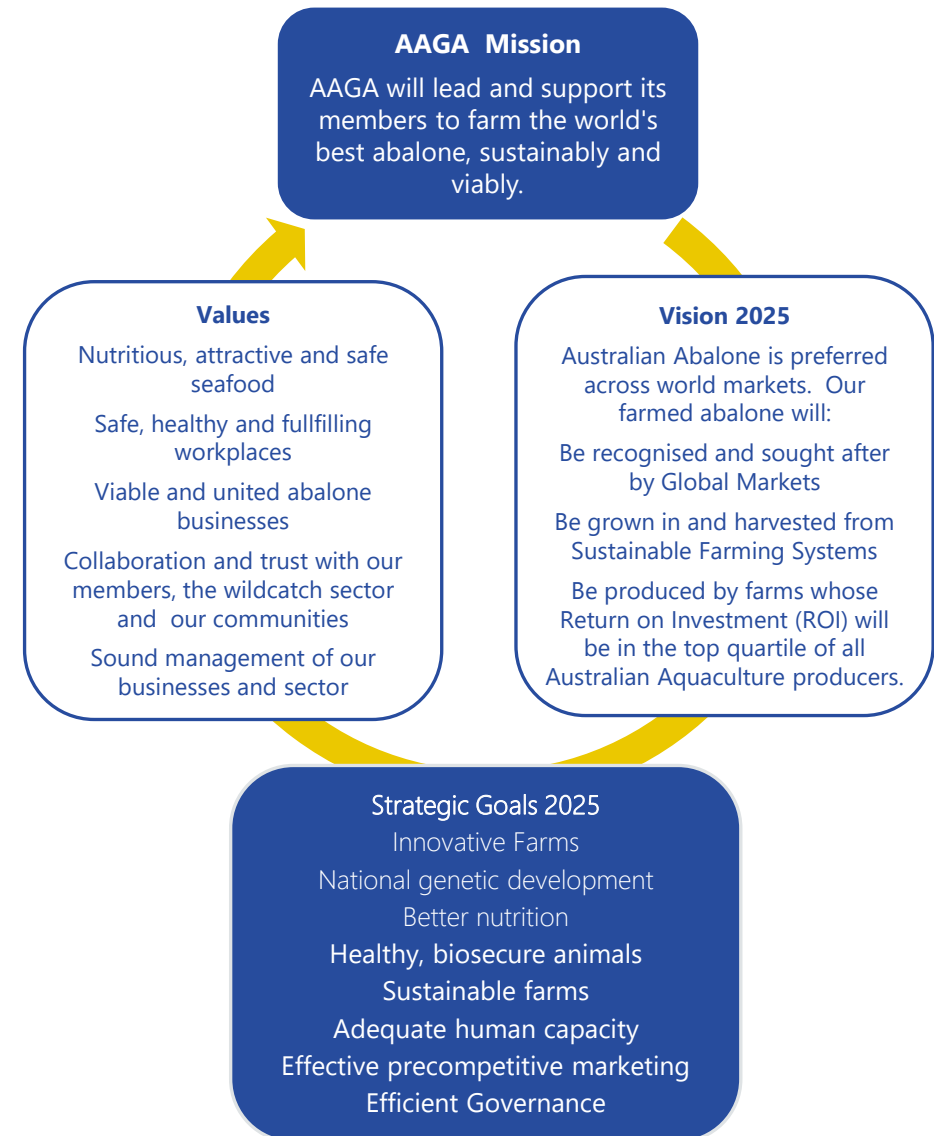 AAGA  Mission
AAGA will lead and support its
members to farm the world's
best abalone, sustainably and
viably.
Values
Nutritious, attractive and safe
seafood
Safe, healthy and fullfilling
workplaces
Viable and united abalone
businesses
Collaboration and trust with our
members, the wildcatch sector
and  our communities
Sound management of our
businesses and sector
Vision 2025
Australian Abalone is preferred
across world markets.  Our
farmed abalone will:
Be recognised and sought after
by Global Markets
Be grown in and harvested from
Sustainable Farming Systems
Be produced by farms whose
Return on Investment (ROI) will
be in the top quartile of all
Australian Aquaculture producers.
Strategic Goals 2025
Innovative Farms
National genetic development
Better nutrition
Healthy, biosecure animals
Sustainable farms
Adequate human capacity
Effective precompetitive marketing
Efficient Governance